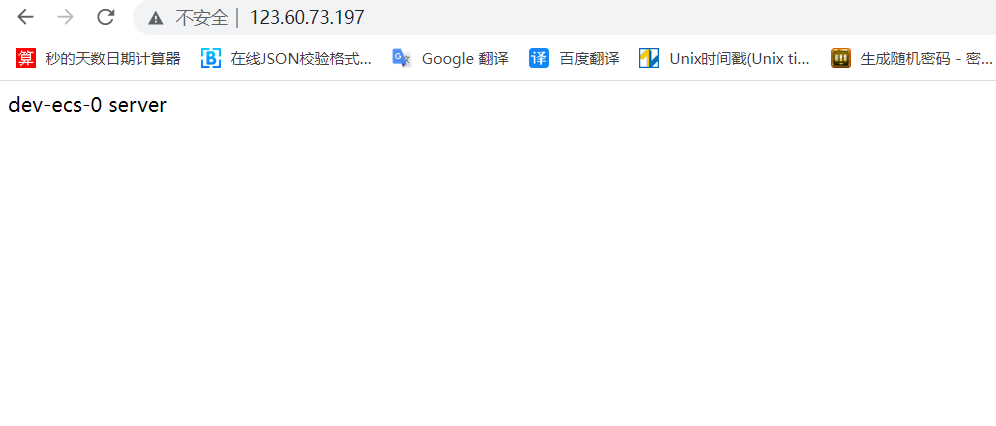 不安全 | 123.60.73.197
算 秒的天数日期计算器 B 在线JSON校验格式... G Google 翻译 译 百度翻译 Unix时间戳(Unix ti... 生成随机密码 - 密...
dev-ecs-0 server